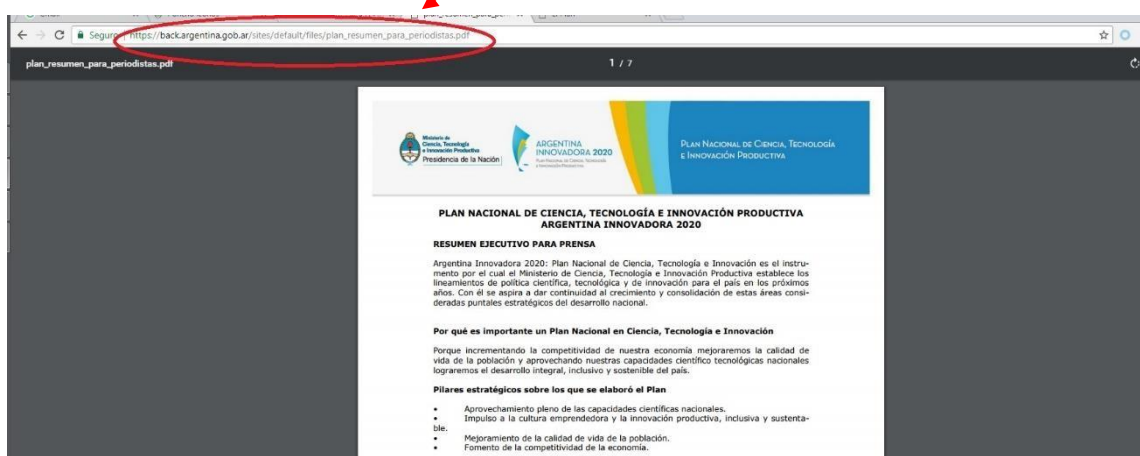 Seguro | https://back.argentina.gob.ar/sites/default/files/plan_resumen_para_periodistas.pdf
plan_resumen_para_periodistas.pdf
1 / 7
Ministerio de
Ciencia, Tecnología
e Innovación Productiva
Presidencia de la Nación
ARGENTINA
INNOVADORA 2020
PLAN NACIONAL DE CIENCIA, TECNOLOGÍA
E INNOVACIÓN PRODUCTIVA
PLAN NACIONAL DE CIENCIA, TECNOLOGÍA E INNOVACIÓN PRODUCTIVA
ARGENTINA INNOVADORA 2020
RESUMEN EJECUTIVO PARA PRENSA
Argentina Innovadora 2020: Plan Nacional de Ciencia, Tecnología e Innovación es el instru-
mento por el cual el Ministerio de Ciencia, Tecnología e Innovación Productiva establece los
lineamientos de política científica, tecnológica y de innovación para el país en los próximos
años. Con él se aspira a dar continuidad al crecimiento y consolidación de estas áreas consi-
deradas puntales estratégicos del desarrollo nacional.
Por qué es importante un Plan Nacional en Ciencia, Tecnología e Innovación
Porque incrementando la competitividad de nuestra economía mejoraremos la calidad de
vida de la población y aprovechando nuestras capacidades científico tecnológicas nacionales
lograremos el desarrollo integral, inclusivo y sostenible del país.
Pilares estratégicos sobre los que se elaboró el Plan
• Aprovechamiento pleno de las capacidades científicas nacionales.
• Impulso a la cultura emprendedora y la innovación productiva, inclusiva y sustenta-
ble.
• Mejoramiento de la calidad de vida de la población.
• Fomento de la competitividad de la economía.